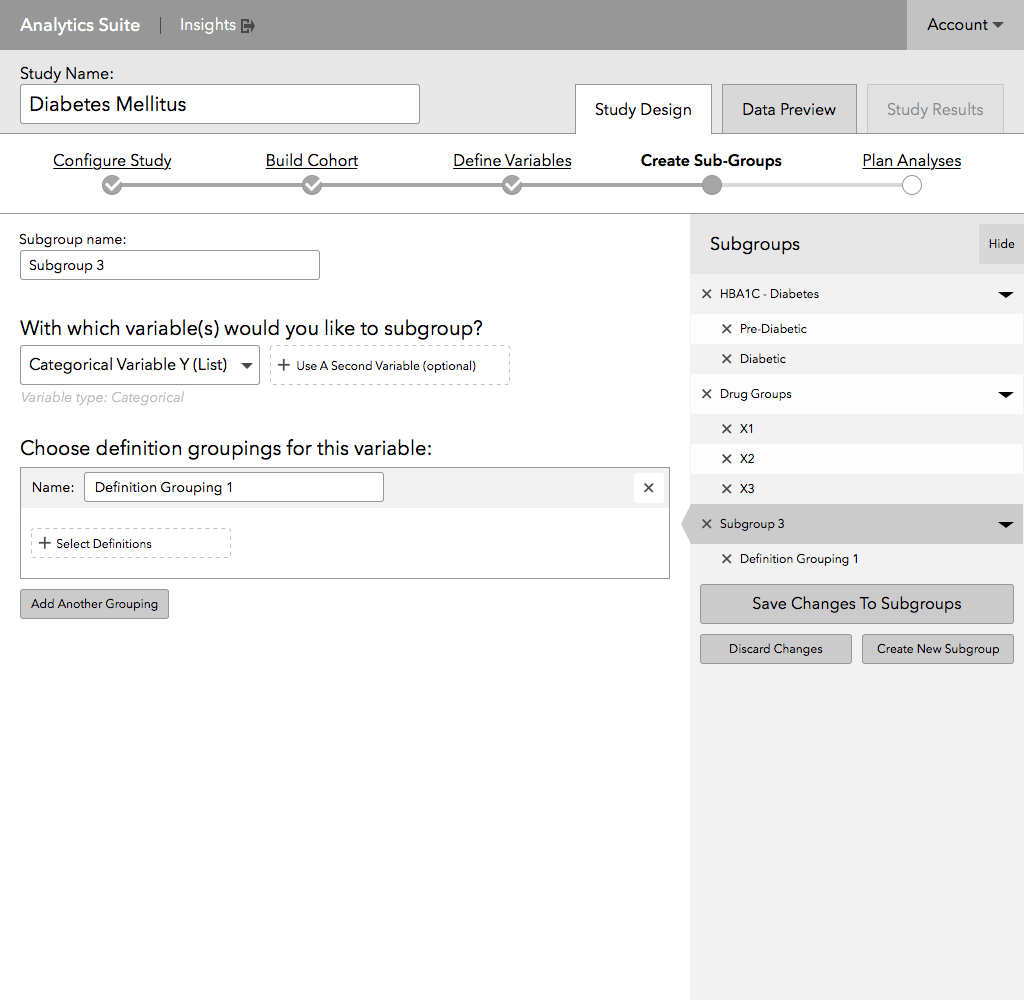 Analytics Suite | Insights Account
Study Name:
Diabetes Mellitus
Study Design Data Preview Study Results
Configure Study Build Cohort Define Variables Create Sub-Groups Plan Analyses
Subgroup name:
Subgroup 3
With which variable(s) would you like to subgroup?
Categorical Variable Y (List) + Use A Second Variable (optional)
Variable type: Categorical
Choose definition groupings for this variable:
Name: Definition Grouping 1 ×
+ Select Definitions
Add Another Grouping
Subgroups Hide
× HBA1C - Diabetes
× Pre-Diabetic
× Diabetic
× Drug Groups
× X1
× X2
× X3
× Subgroup 3
× Definition Grouping 1
Save Changes To Subgroups
Discard Changes Create New Subgroup